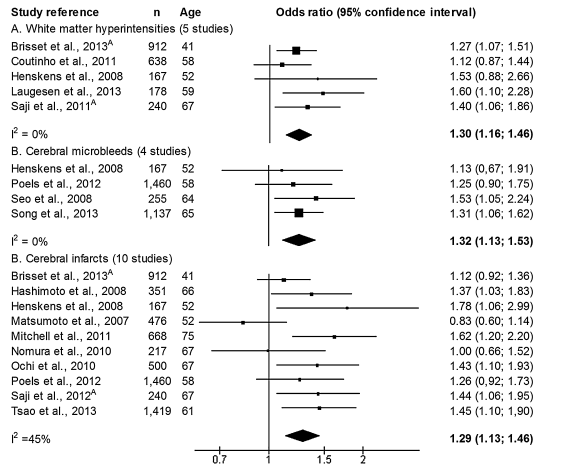 Study reference n Age Odds ratio (95% confidence interval)
A. White matter hyperintensities (5 studies)
Brisset et al., 2013A 912 41 1.27 (1.07; 1.51)
Coutinho et al., 2011 638 58 1.12 (0.87; 1.44)
Henskens et al., 2008 167 52 1.53 (0.88; 2.66)
Laugesen et al., 2013 178 59 1.60 (1.10; 2.28)
Saji et al., 2011A 240 67 1.40 (1.06; 1.86)
I2 = 0% 1.30 (1.16; 1.46)
B. Cerebral microbleeds (4 studies)
Henskens et al., 2008 167 52 1.13 (0,67; 1.91)
Poels et al., 2012 1,460 58 1.25 (0.90; 1.75)
Seo et al., 2008 255 64 1.53 (1.05; 2.24)
Song et al., 2013 1,137 65 1.31 (1.06; 1.62)
I2 = 0% 1.32 (1.13; 1.53)
B. Cerebral infarcts (10 studies)
Brisset et al., 2013A 912 41 1.12 (0.92; 1.36)
Hashimoto et al., 2008 351 66 1.37 (1.03; 1.83)
Henskens et al., 2008 167 52 1.78 (1.06; 2.99)
Matsumoto et al., 2007 476 52 0.83 (0.60; 1.14)
Mitchell et al., 2011 668 75 1.62 (1.20; 2.20)
Nomura et al., 2010 217 67 1.00 (0.66; 1.52)
Ochi et al., 2010 500 67 1.43 (1.10; 1.93)
Poels et al., 2012 1,460 58 1.26 (0.92; 1.73)
Saji et al., 2012A 240 67 1.44 (1.06; 1.95)
Tsao et al., 2013 1,419 61 1.45 (1.10; 1,90)
I2 =45% 1.29 (1.13; 1.46)
0.7 1 1.5 2